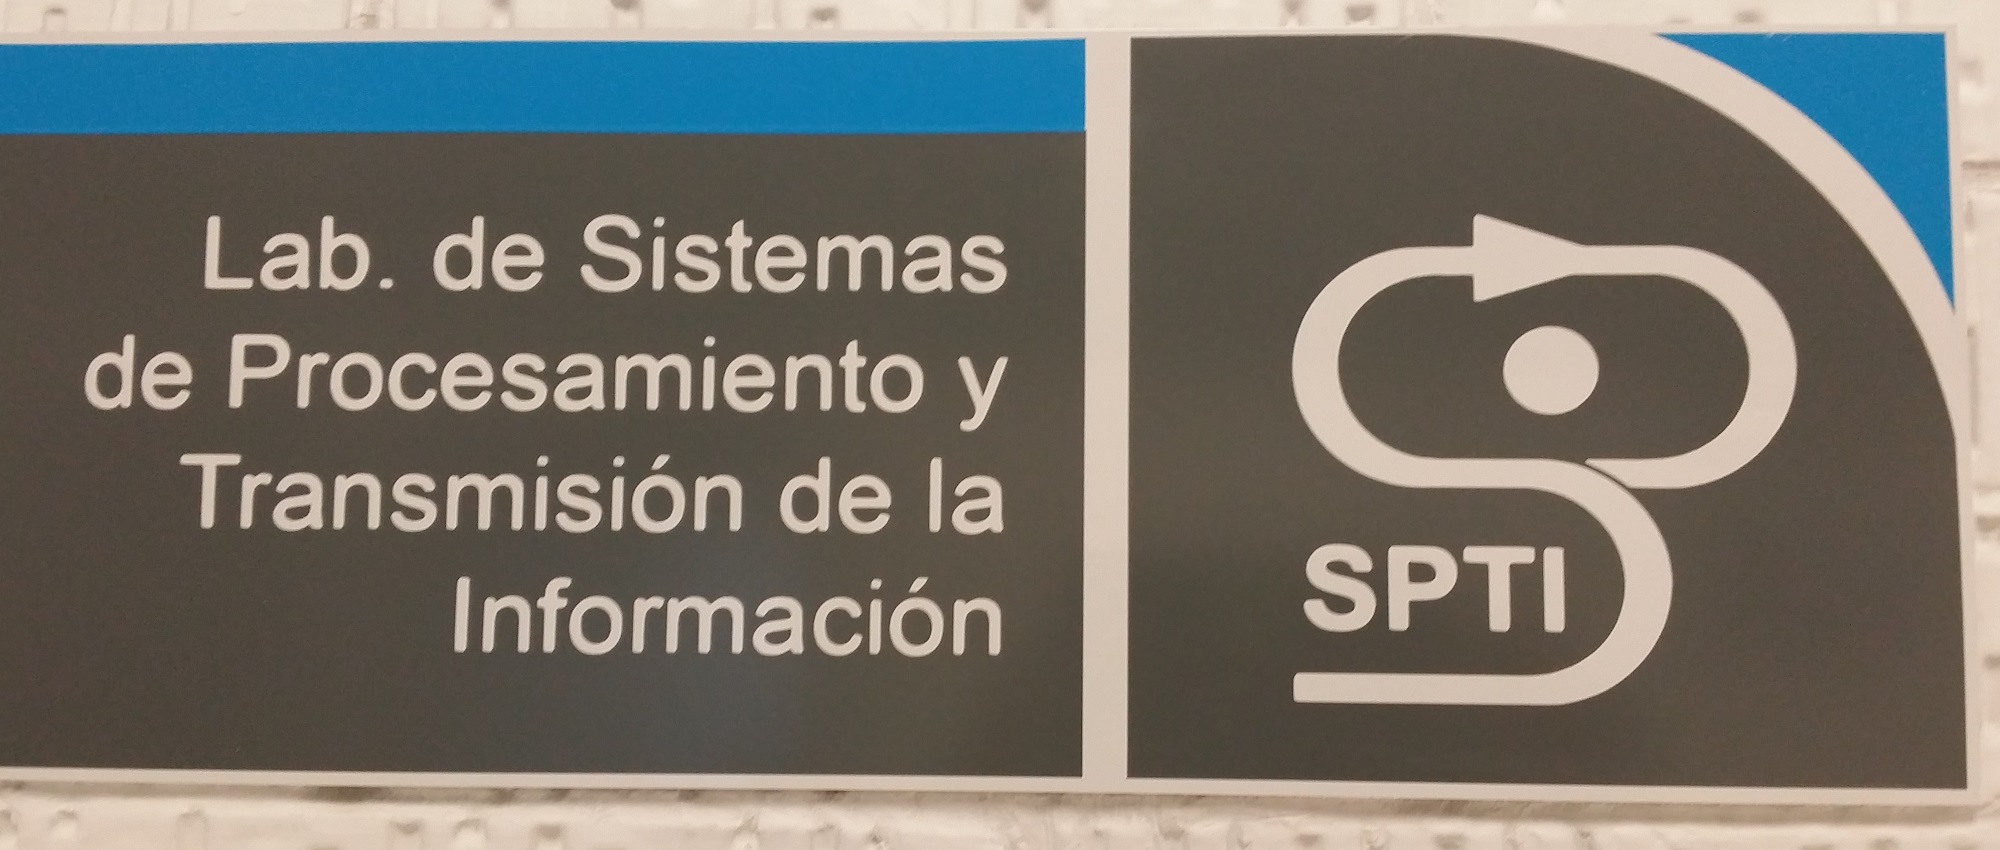 Lab. de Sistemas
de Procesamiento y
Transmisión de la
Información
SPTI